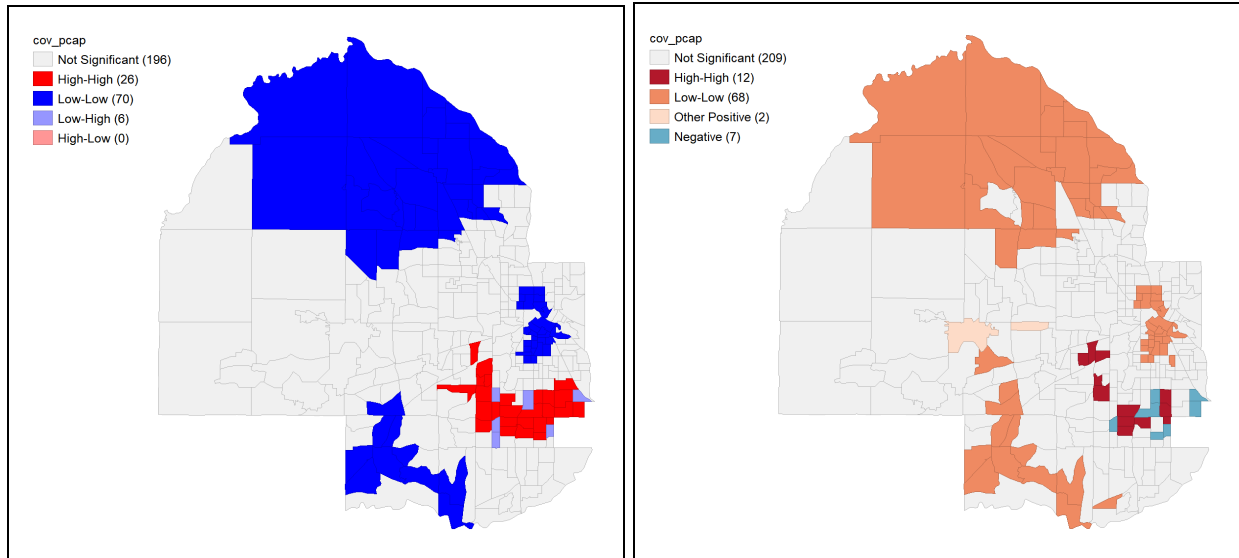 cov_pcap
Not Significant (196)
High-High (26)
Low-Low (70)
Low-High (6)
High-Low (0)
cov_pcap
Not Significant (209)
High-High (12)
Low-Low (68)
Other Positive (2)
Negative (7)